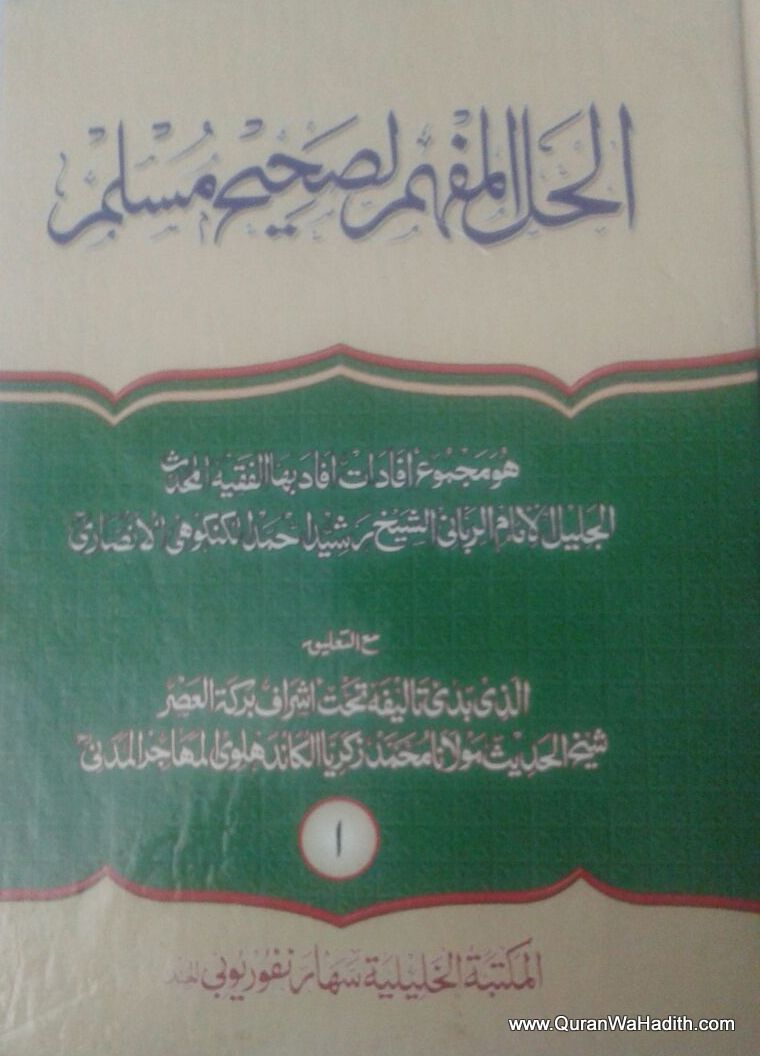 الحل المفهم لصحيح مسلم
هو مجموع افادات افاد بها الفقيه المحدث
الجليل الامام الرباني الشيخ رشيد احمد الكنكوهي الانصاري
مع التعليق
الذي بدئ تاليفه تحت اشراف بركة العصر
شيخ الحديث مولانا محمد زكريا الكاندهلوي المهاجر المدني
١
المكتبة الخليلية سهارنفور يوبي الهند
www.QuranWaHadith.com